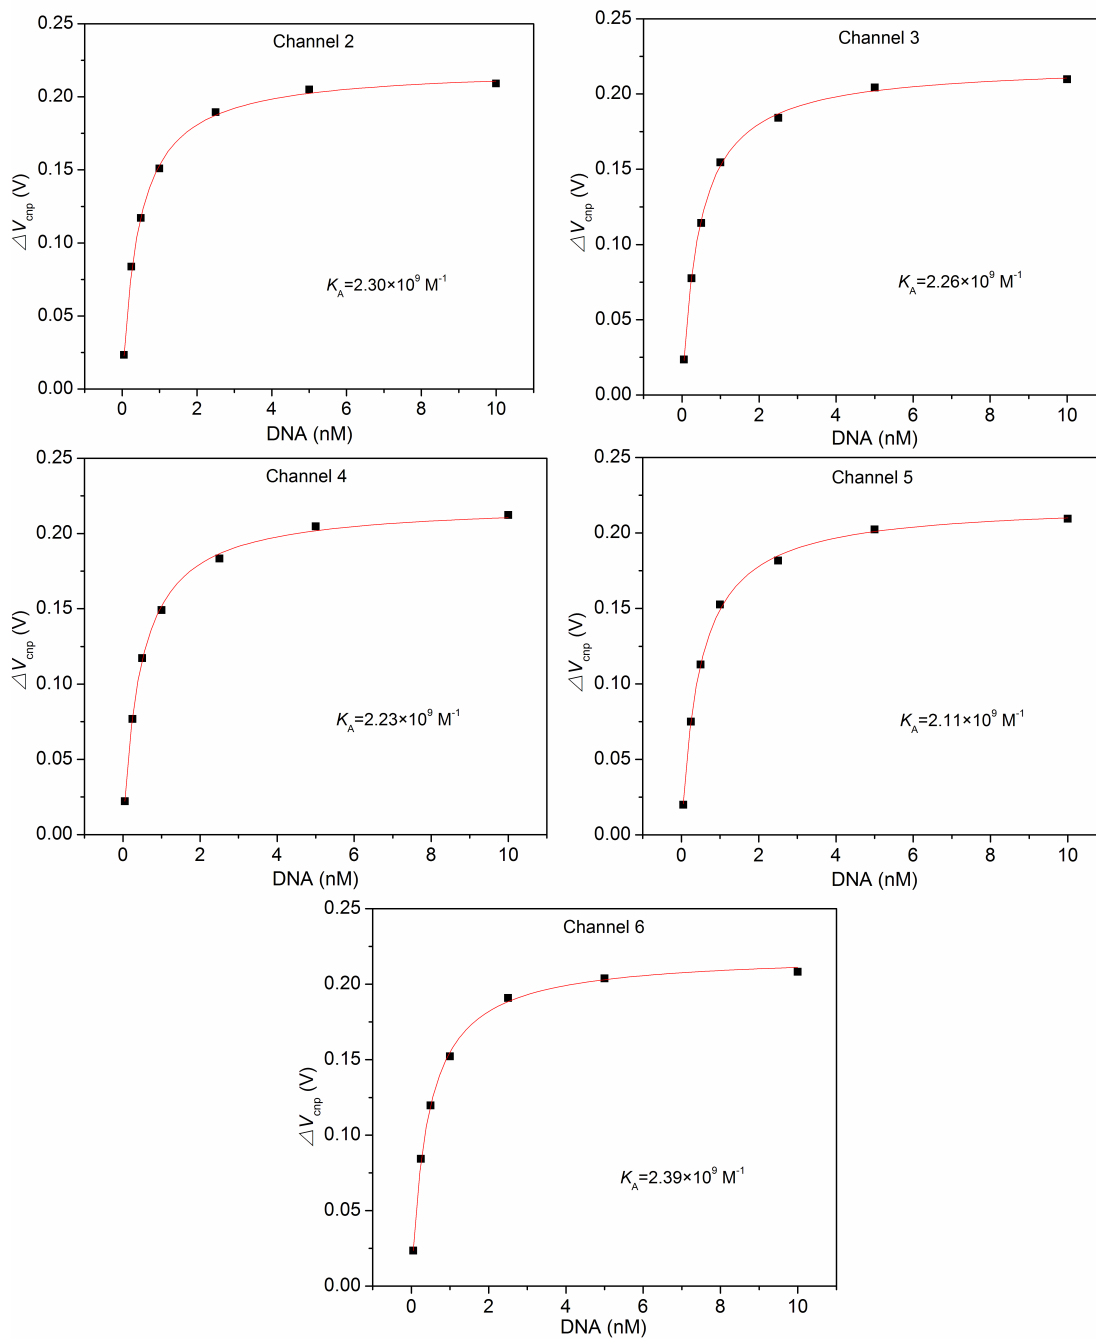 Channel 2
0.25
0.20
0.15
0.10
0.05
0.00
△Vcnp (V)
KA=2.30×10⁹ M⁻¹
0 2 4 6 8 10
DNA (nM)
Channel 3
0.25
0.20
0.15
0.10
0.05
0.00
△Vcnp (V)
KA=2.26×10⁹ M⁻¹
0 2 4 6 8 10
DNA (nM)
Channel 4
0.25
0.20
0.15
0.10
0.05
0.00
△Vcnp (V)
KA=2.23×10⁹ M⁻¹
0 2 4 6 8 10
DNA (nM)
Channel 5
0.25
0.20
0.15
0.10
0.05
0.00
△Vcnp (V)
KA=2.11×10⁹ M⁻¹
0 2 4 6 8 10
DNA (nM)
Channel 6
0.25
0.20
0.15
0.10
0.05
0.00
△Vcnp (V)
KA=2.39×10⁹ M⁻¹
0 2 4 6 8 10
DNA (nM)